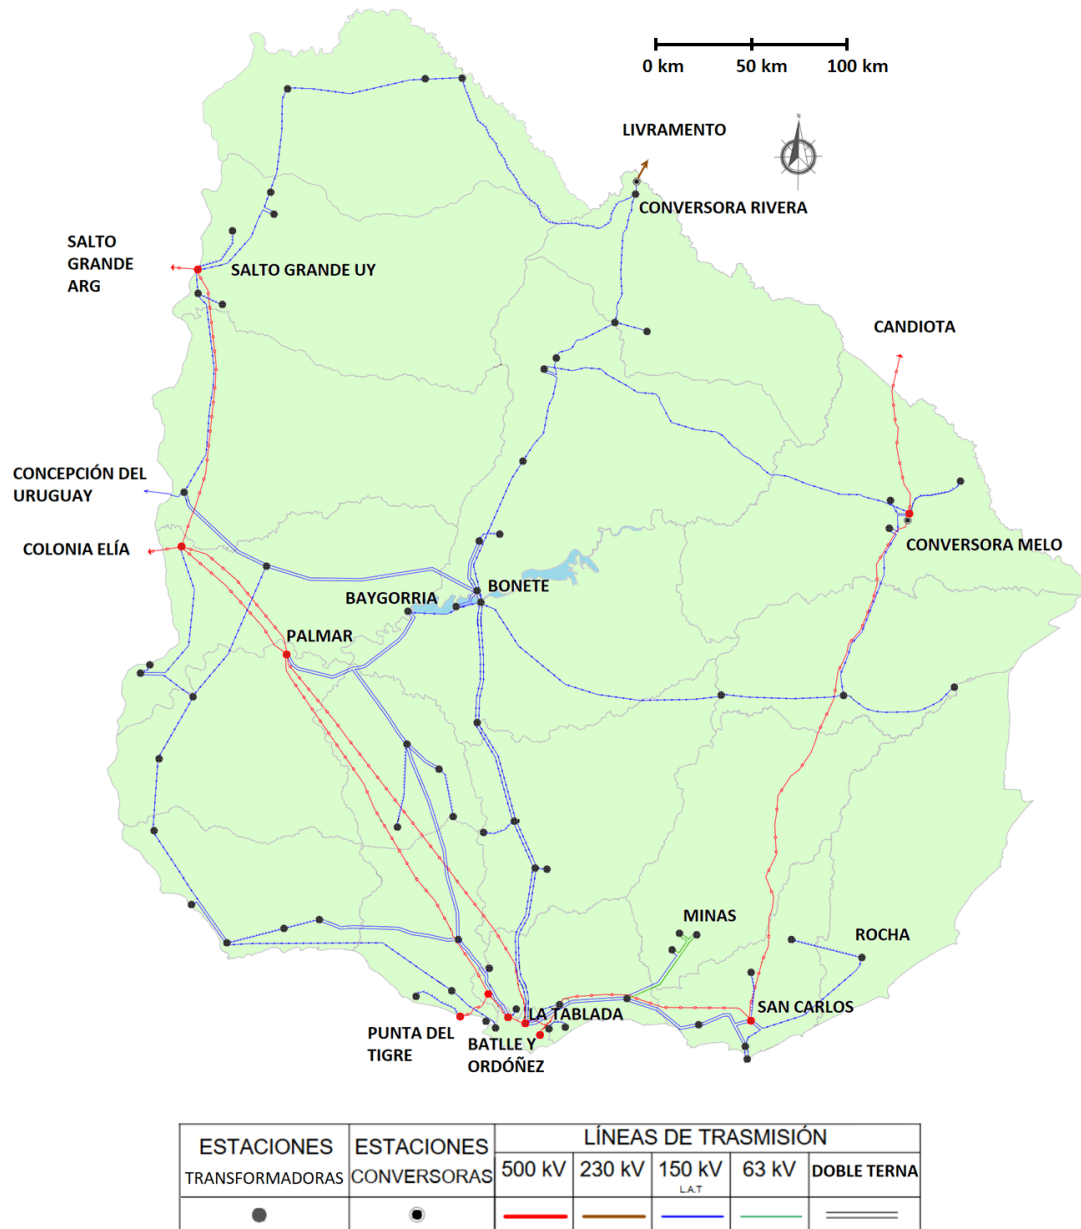 0 km
50 km
100 km
N
LIVRAMENTO
CONVERSORA RIVERA
SALTO
GRANDE
ARG
SALTO GRANDE UY
CANDIOTA
CONCEPCIÓN DEL
URUGUAY
COLONIA ELÍA
CONVERSORA MELO
BONETE
BAYGORRIA
PALMAR
MINAS
ROCHA
SAN CARLOS
LA TABLADA
PUNTA DEL
TIGRE
BATLLE Y
ORDÓÑEZ
ESTACIONES
TRANSFORMADORAS
ESTACIONES
CONVERSORAS
LÍNEAS DE TRASMISIÓN
500 kV
230 kV
150 kV
L.A.T
63 kV
DOBLE TERNA